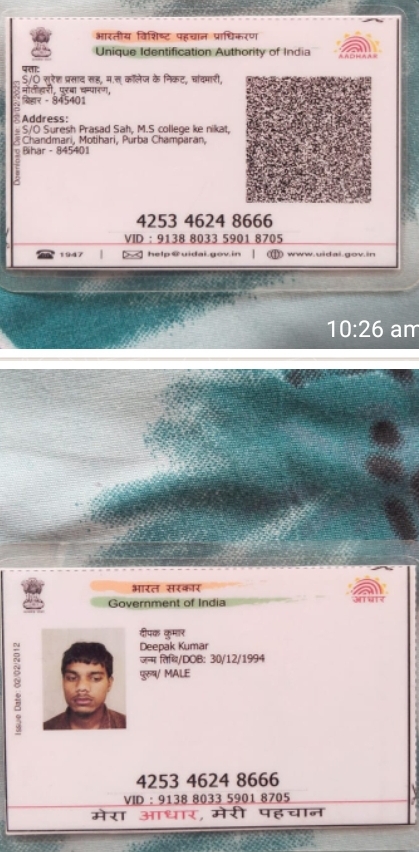 भारतीय विशिष्ट पहचान प्राधिकरण
Unique Identification Authority of India
AADHAAR
पता:
S/O सुरेश प्रसाद सह, म.स् कॉलेज के निकट, चांदमारी,
मोतीहारी, पुरबा चम्पारण,
बिहार - 845401
Address:
S/O Suresh Prasad Sah, M.S college ke nikat,
Chandmari, Motihari, Purba Champaran,
Bihar - 845401
4253 4624 8666
VID : 9138 8033 5901 8705
1947 | help@uidai.gov.in | www.uidai.gov.in
10:26 am
भारत सरकार
Government of India
आधार
Issue Date: 02/02/2012
दीपक कुमार
Deepak Kumar
जन्म तिथि/DOB: 30/12/1994
पुरुष/ MALE
4253 4624 8666
VID : 9138 8033 5901 8705
मेरा आधार, मेरी पहचान